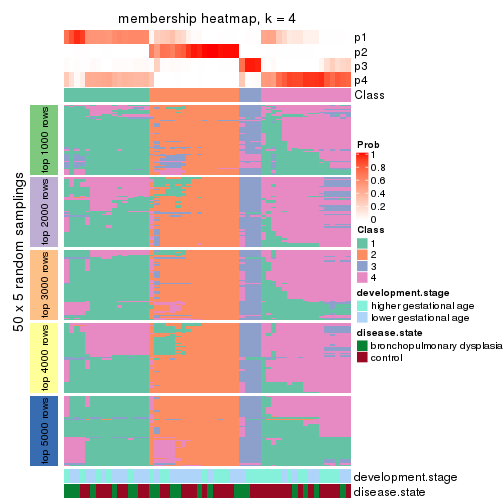 membership heatmap, k = 4
p1
p2
p3
p4
Class
50 x 5 random samplings
top 1000 rows
top 2000 rows
top 3000 rows
top 4000 rows
top 5000 rows
Prob
1
0.8
0.6
0.4
0.2
0
Class
1
2
3
4
development.stage
higher gestational age
lower gestational age
disease.state
bronchopulmonary dysplasia
control
development.stage
disease.state